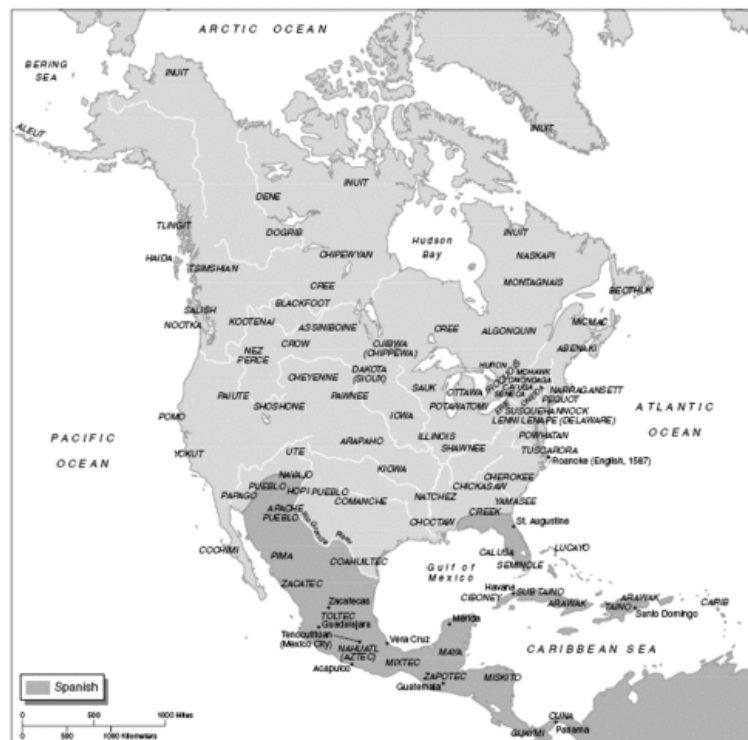 ARCTIC OCEAN
BERING
SEA
INUIT
ALEUT
INUIT
DENE
INUIT
TLINGIT
DOGRIB
Hudson
Bay
INUIT
HAIDA
TSIMSHIAN
CHIPEWYAN
NASKAPI
CREE
MONTAGNAIS
BEOTHUK
BLACKFOOT
SALISH
NOOTKA
KOOTENAI
ASSINIBOINE
CREE
ALGONQUIN
MICMAC
CROW
OJIBWA
(CHIPPEWA)
ABENAKI
NEZ
PERCE
HURON
MOHAWK
CHEYENNE
DAKOTA
(SIOUX)
ONONDAGA
CAYUGA
SENECA
ONEIDA
ERIE
PAIUTE
SHOSHONE
PAWNEE
SAUK
OTTAWA
NARRAGANSETT
PEQUOT
POTAWATOMI
SUSQUEHANNOCK
POMO
IOWA
LENNI LENAPE (DELAWARE)
ATLANTIC
OCEAN
PACIFIC
OCEAN
ARAPAHO
ILLINOIS
POWHATAN
SHAWNEE
TUSCARORA
YOKUT
UTE
Roanoke (English, 1587)
NAVAJO
KIOWA
CHEROKEE
PUEBLO
HOPI
PUEBLO
CHICKASAW
PAPAGO
COMANCHE
NATCHEZ
YAMASEE
APACHE
PUEBLO
CREEK
Rio Grande River
CHOCTAW
St. Augustine
COCHIMI
PIMA
COAHUILTEC
Gulf of
Mexico
CALUSA
LUCAYO
SEMINOLE
ZACATEC
Havana
CIBONEY
SUB TAINO
ARAWAK
ARAWAK
TAINO
CARIB
Zacatecas
TOLTEC
Guadalajara
Merida
Santo Domingo
Tenocutituan
(Mexico City)
Vera Cruz
NAHUATL
(AZTEC)
MAYA
CARIBBEAN SEA
MIXTEC
Acapulco
ZAPOTEC
MISKITO
Guatemala
Spanish
CUNA
Panama
GUAYMI
0 500 1000 Miles
0 500 1000 Kilometers